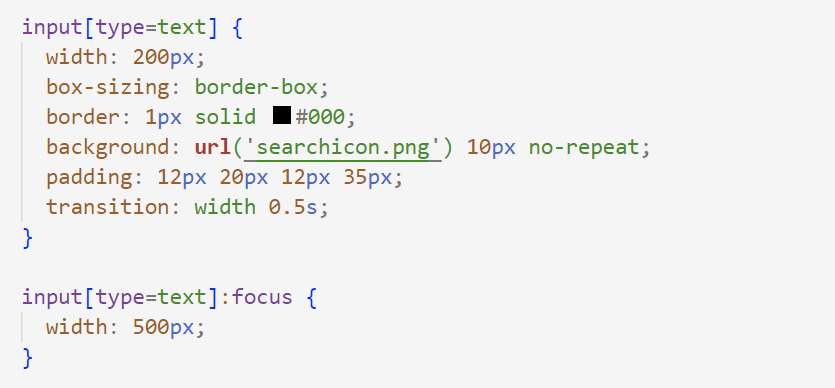 input[type=text] {
width: 200px;
box-sizing: border-box;
border: 1px solid #000;
background: url('searchicon.png') 10px no-repeat;
padding: 12px 20px 12px 35px;
transition: width 0.5s;
}
input[type=text]:focus {
width: 500px;
}